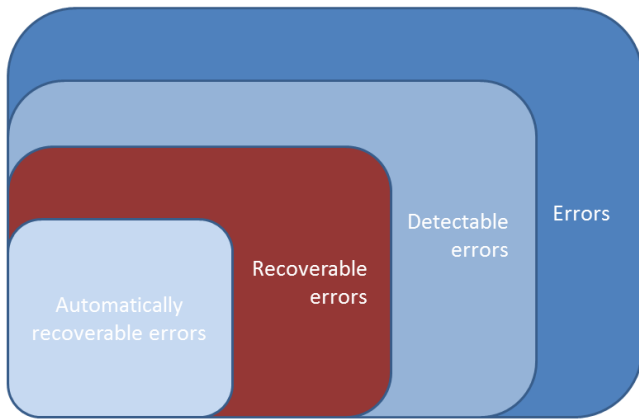 Errors
Detectable
errors
Recoverable
errors
Automatically
recoverable errors